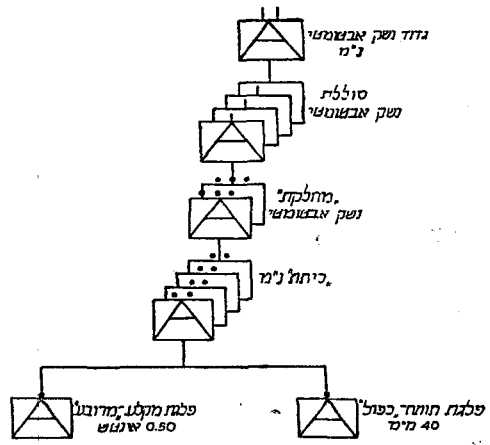 גדוד נשק אבטומטי
נ"מ
סוללת
נשק אבטומטי
"מחלקת"
נשק אבטומטי
"כיתת" נ"מ
פלגת מקלע "מרובע"
0.50 אינטש
פלגת תותח "כפול"
40 מ"מ